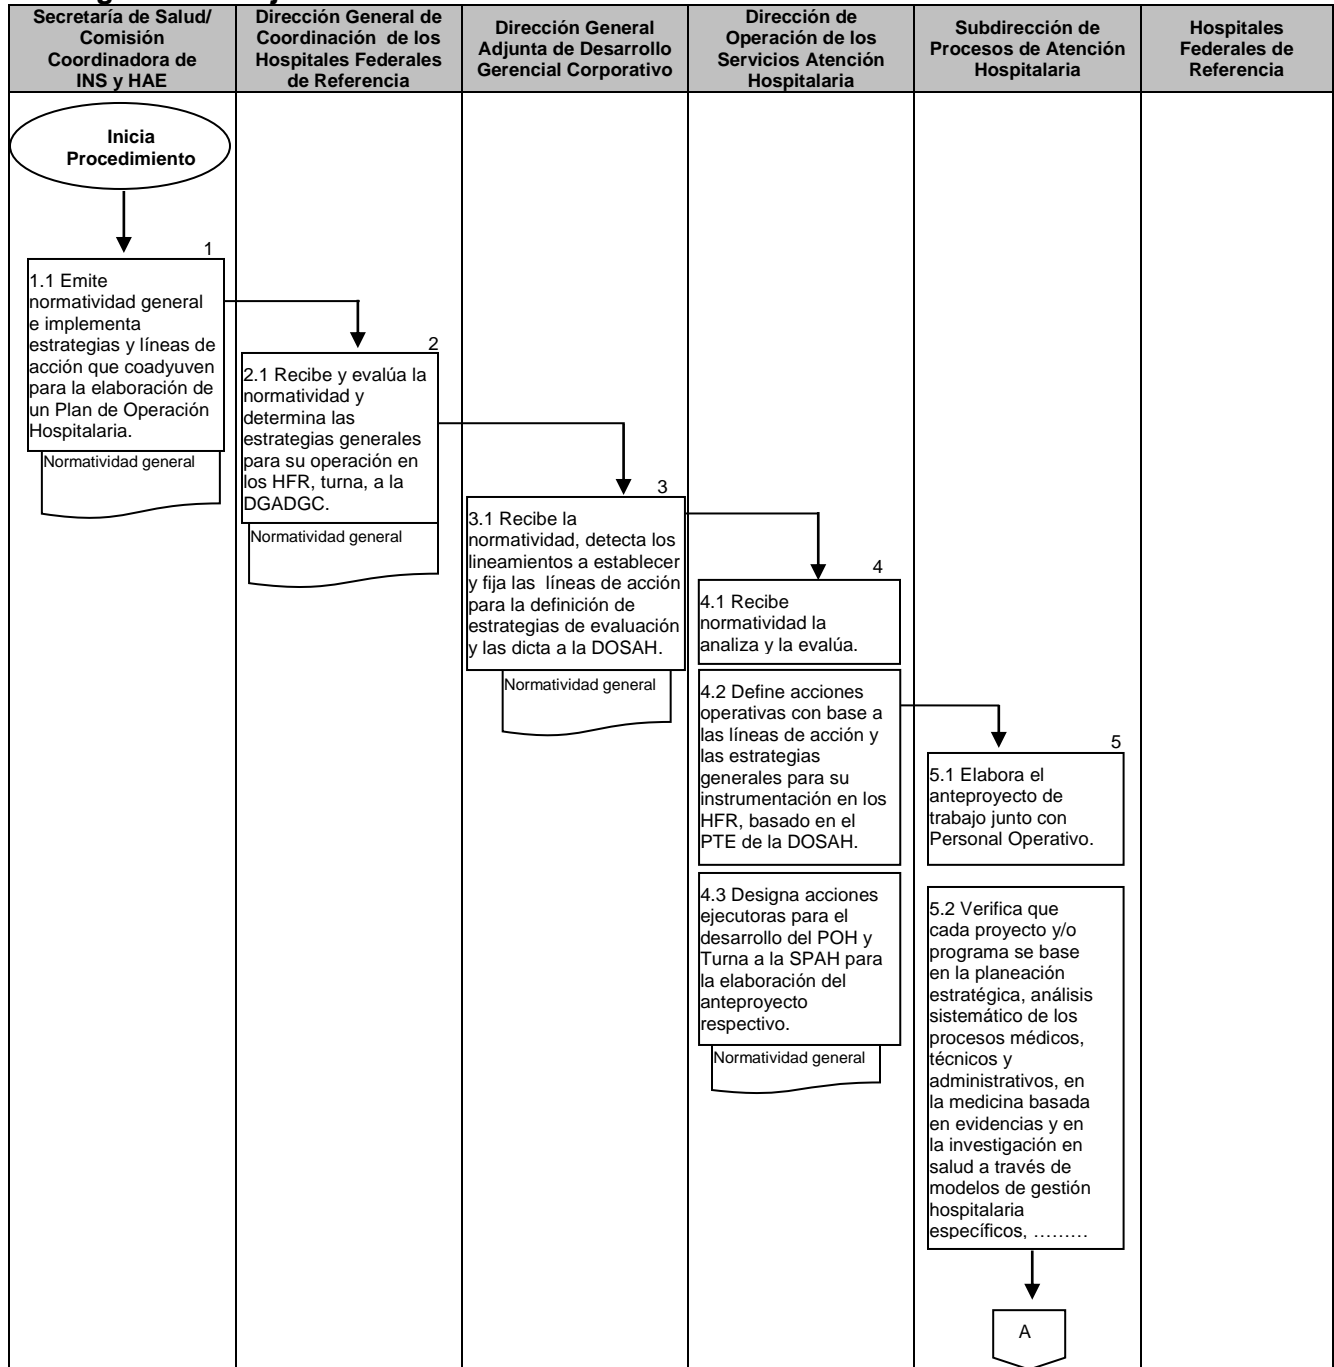 Secretaría de Salud/
Comisión
Coordinadora de
INS y HAE
Dirección General de
Coordinación de los
Hospitales Federales
de Referencia
Dirección General
Adjunta de Desarrollo
Gerencial Corporativo
Dirección de
Operación de los
Servicios Atención
Hospitalaria
Subdirección de
Procesos de Atención
Hospitalaria
Hospitales
Federales de
Referencia
Inicia
Procedimiento
1
1.1 Emite
normatividad general
e implementa
estrategias y líneas de
acción que coadyuven
para la elaboración de
un Plan de Operación
Hospitalaria.
Normatividad general
2
2.1 Recibe y evalúa la
normatividad y
determina las
estrategias generales
para su operación en
los HFR, turna, a la
DGADGC.
Normatividad general
3
3.1 Recibe la
normatividad, detecta los
lineamientos a establecer
y fija las líneas de acción
para la definición de
estrategias de evaluación
y las dicta a la DOSAH.
Normatividad general
4
4.1 Recibe
normatividad la
analiza y la evalúa.
4.2 Define acciones
operativas con base a
las líneas de acción y
las estrategias
generales para su
instrumentación en los
HFR, basado en el
PTE de la DOSAH.
4.3 Designa acciones
ejecutoras para el
desarrollo del POH y
Turna a la SPAH para
la elaboración del
anteproyecto
respectivo.
Normatividad general
5
5.1 Elabora el
anteproyecto de
trabajo junto con
Personal Operativo.
5.2 Verifica que
cada proyecto y/o
programa se base
en la planeación
estratégica, análisis
sistemático de los
procesos médicos,
técnicos y
administrativos, en
la medicina basada
en evidencias y en
la investigación en
salud a través de
modelos de gestión
hospitalaria
específicos, ………
A